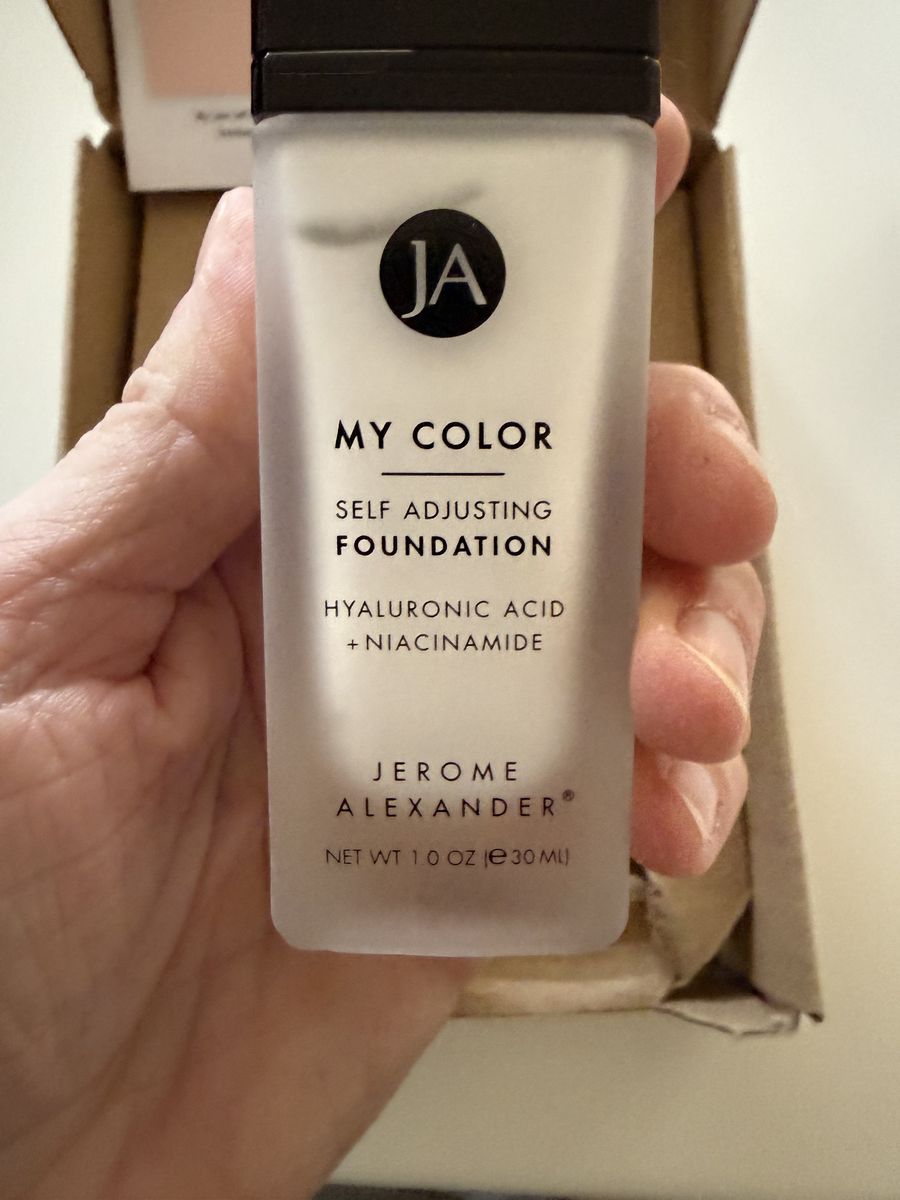 JA
MY COLOR
SELF ADJUSTING
FOUNDATION
HYALURONIC ACID
+NIACINAMIDE
JEROME
ALEXANDER®
NET WT 1.0 OZ (℮30 ML)